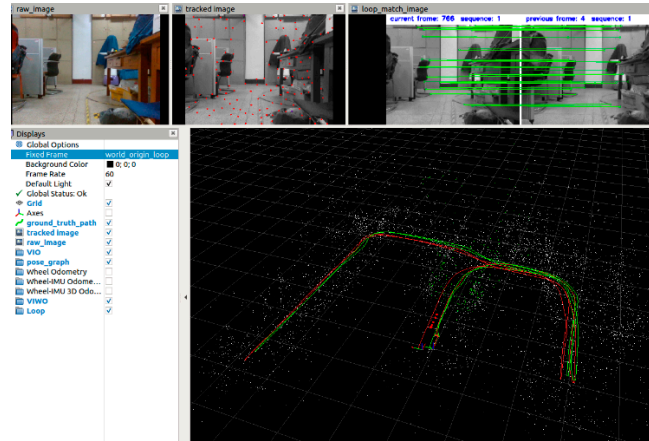 raw_image
tracked image
loop_match_image
current frame: 766 sequence: 1 previous frame: 4 sequence: 1
Displays
Global Options
Fixed Frame world_origin_loop
Background Color 0; 0; 0
Frame Rate 60
Default Light
Global Status: Ok
Grid
Axes
ground_truth_path
tracked image
raw_image
VIO
pose_graph
Wheel Odometry
Wheel-IMU Odome...
Wheel-IMU 3D Odo...
VIWO
Loop